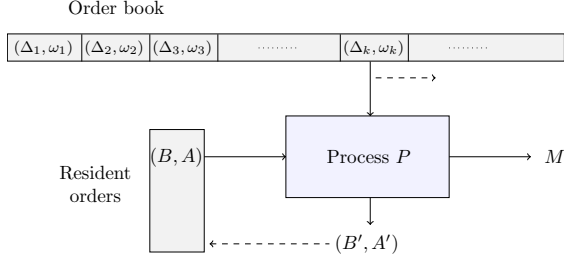 Order book
(Δ₁, ω₁) (Δ₂, ω₂) (Δ₃, ω₃) ......... (Δₖ, ωₖ) .........
(B, A) Process P M
Resident
orders
(B′, A′)